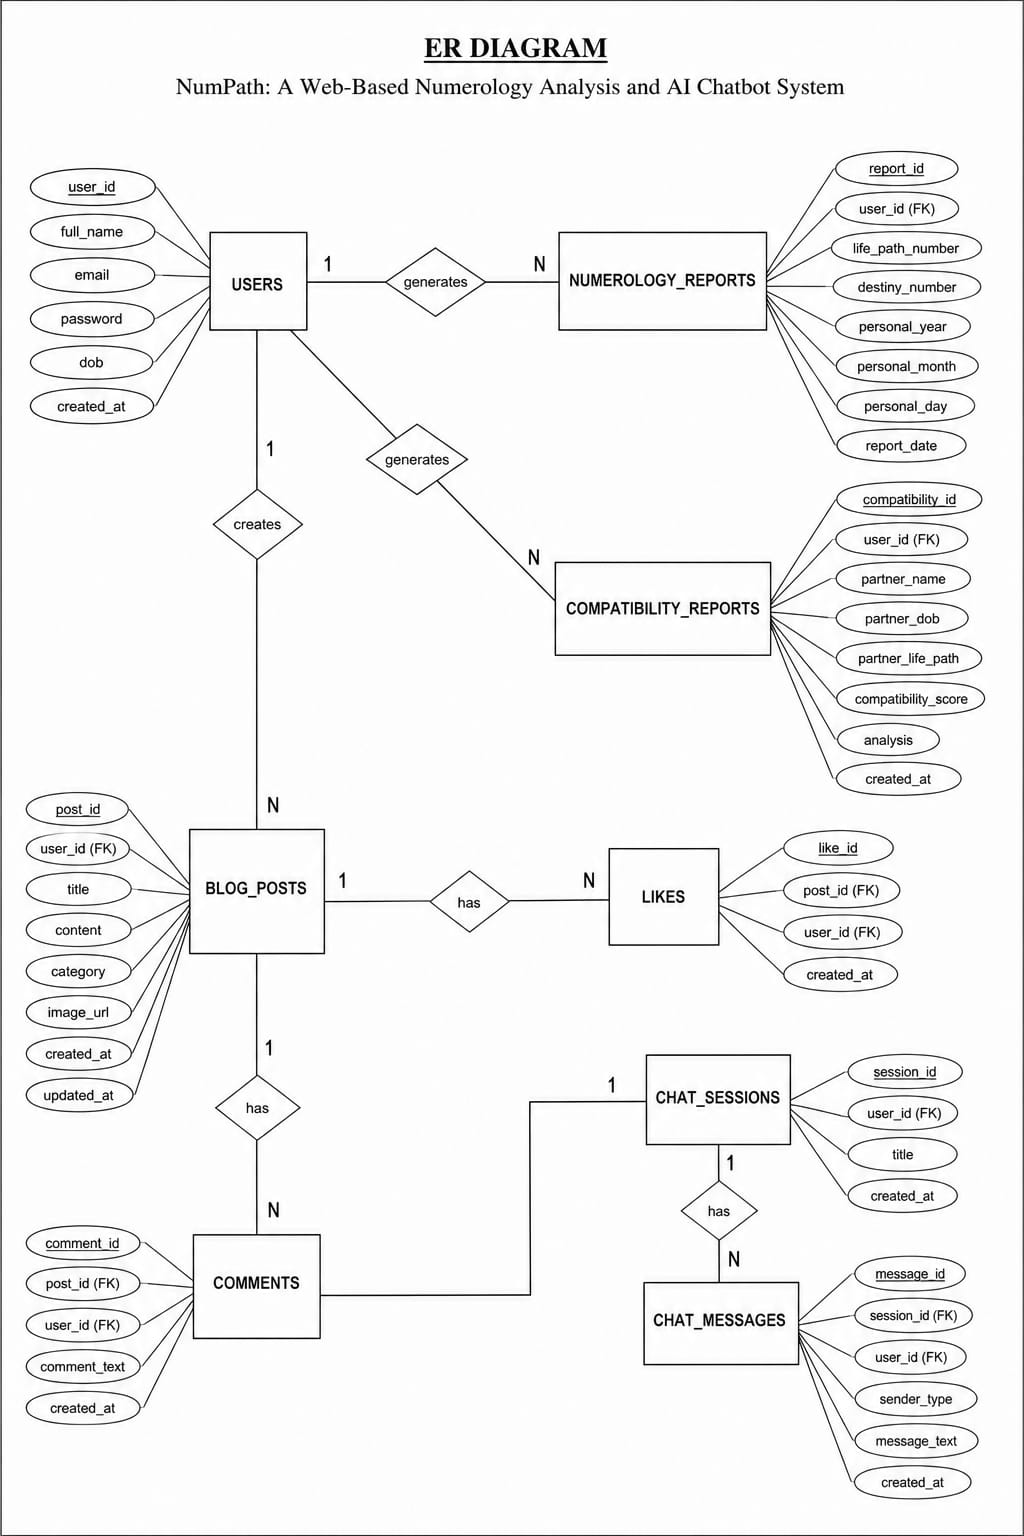 ER DIAGRAM
NumPath: A Web-Based Numerology Analysis and AI Chatbot System
user_id
full_name
email
password
dob
created_at
USERS
1
generates
N
NUMEROLOGY_REPORTS
report_id
user_id (FK)
life_path_number
destiny_number
personal_year
personal_month
personal_day
report_date
generates
N
COMPATIBILITY_REPORTS
compatibility_id
user_id (FK)
partner_name
partner_dob
partner_life_path
compatibility_score
analysis
created_at
1
creates
N
post_id
user_id (FK)
title
content
category
image_url
created_at
updated_at
BLOG_POSTS
1
has
N
LIKES
like_id
post_id (FK)
user_id (FK)
created_at
1
has
N
comment_id
post_id (FK)
user_id (FK)
comment_text
created_at
COMMENTS
1
CHAT_SESSIONS
session_id
user_id (FK)
title
created_at
1
has
N
CHAT_MESSAGES
message_id
session_id (FK)
user_id (FK)
sender_type
message_text
created_at